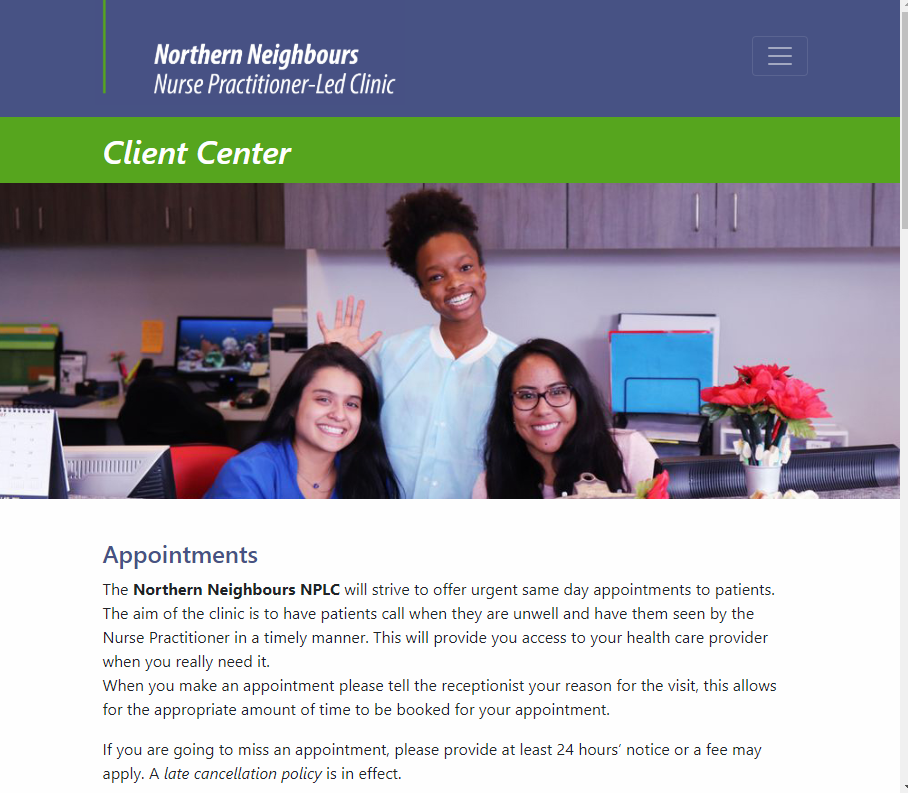 Northern Neighbours
Nurse Practitioner-Led Clinic
Client Center
Appointments
The Northern Neighbours NPLC will strive to offer urgent same day appointments to patients.
The aim of the clinic is to have patients call when they are unwell and have them seen by the
Nurse Practitioner in a timely manner. This will provide you access to your health care provider
when you really need it.
When you make an appointment please tell the receptionist your reason for the visit, this allows
for the appropriate amount of time to be booked for your appointment.
If you are going to miss an appointment, please provide at least 24 hours’ notice or a fee may
apply. A late cancellation policy is in effect.